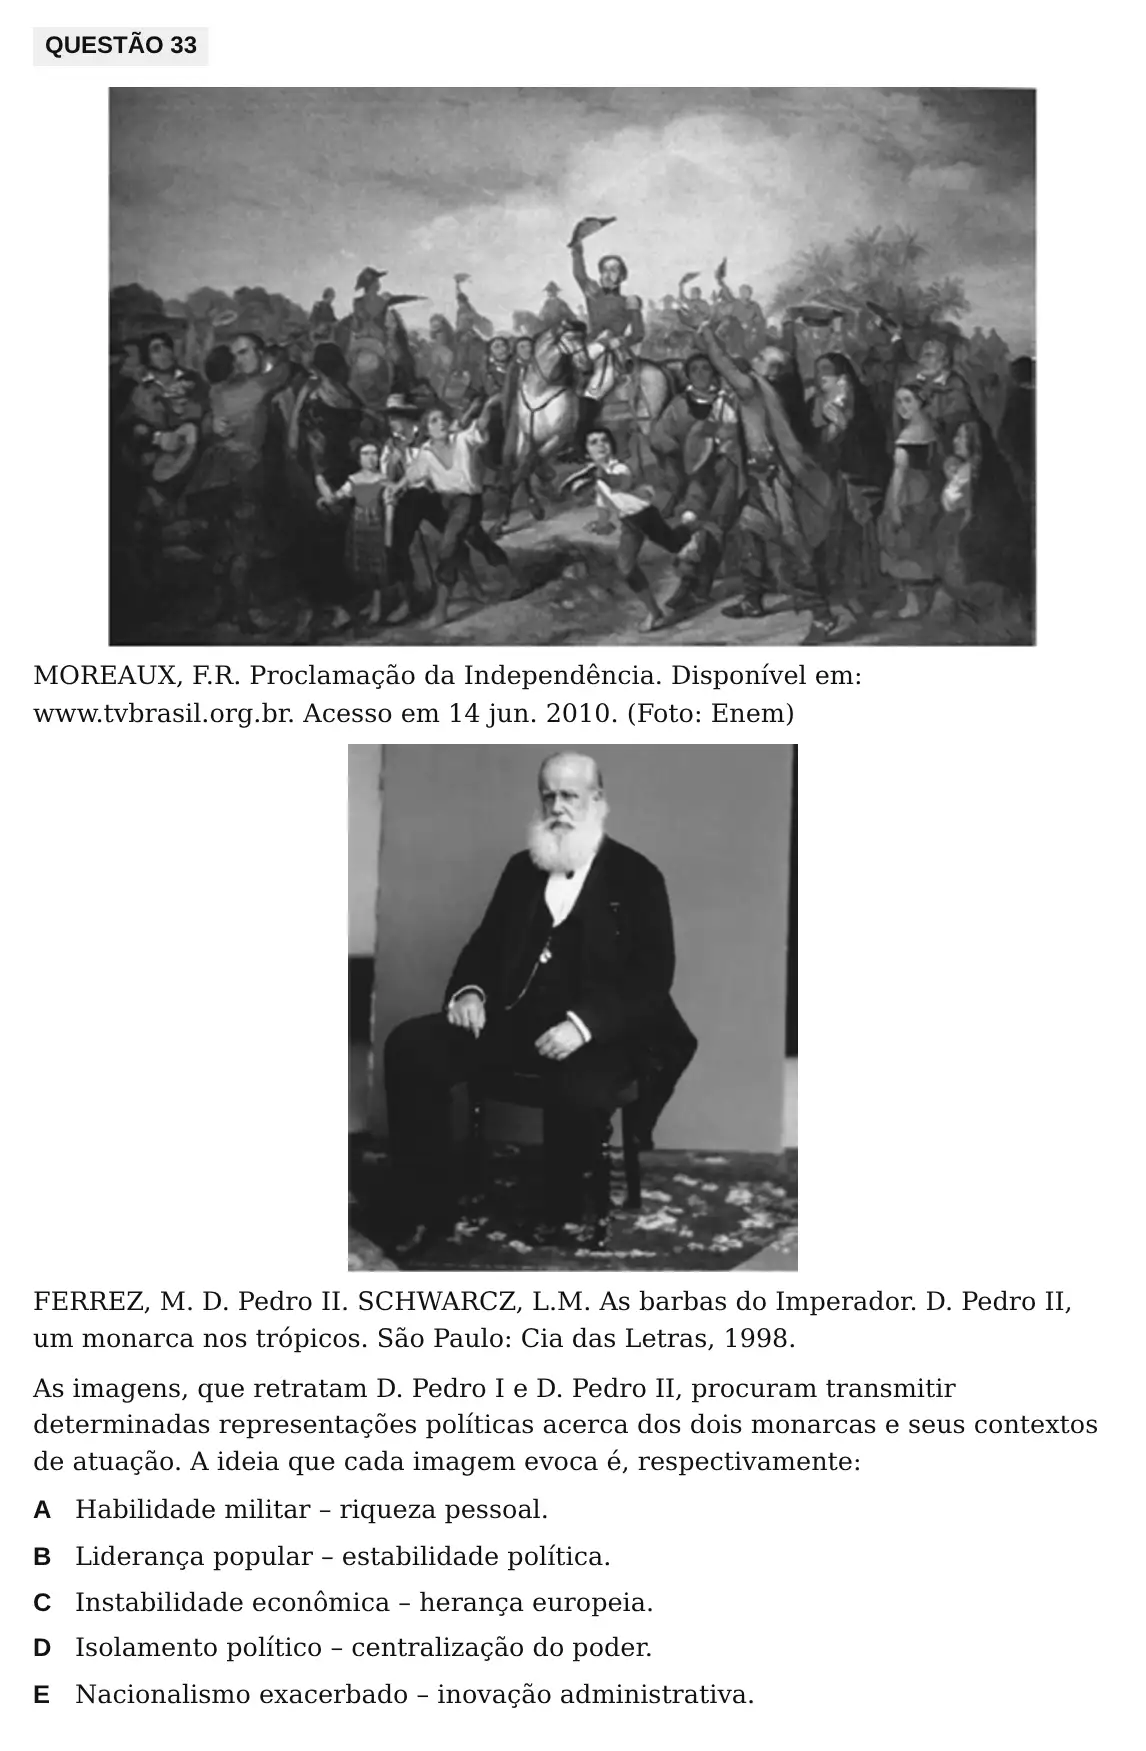 QUESTÃO 33
MOREAUX, F.R. Proclamação da Independência. Disponível em:
www.tvbrasil.org.br. Acesso em 14 jun. 2010. (Foto: Enem)
FERREZ, M. D. Pedro II. SCHWARCZ, L.M. As barbas do Imperador. D. Pedro II,
um monarca nos trópicos. São Paulo: Cia das Letras, 1998.
As imagens, que retratam D. Pedro I e D. Pedro II, procuram transmitir
determinadas representações políticas acerca dos dois monarcas e seus contextos
de atuação. A ideia que cada imagem evoca é, respectivamente:
A Habilidade militar – riqueza pessoal.
B Liderança popular – estabilidade política.
C Instabilidade econômica – herança europeia.
D Isolamento político – centralização do poder.
E Nacionalismo exacerbado – inovação administrativa.